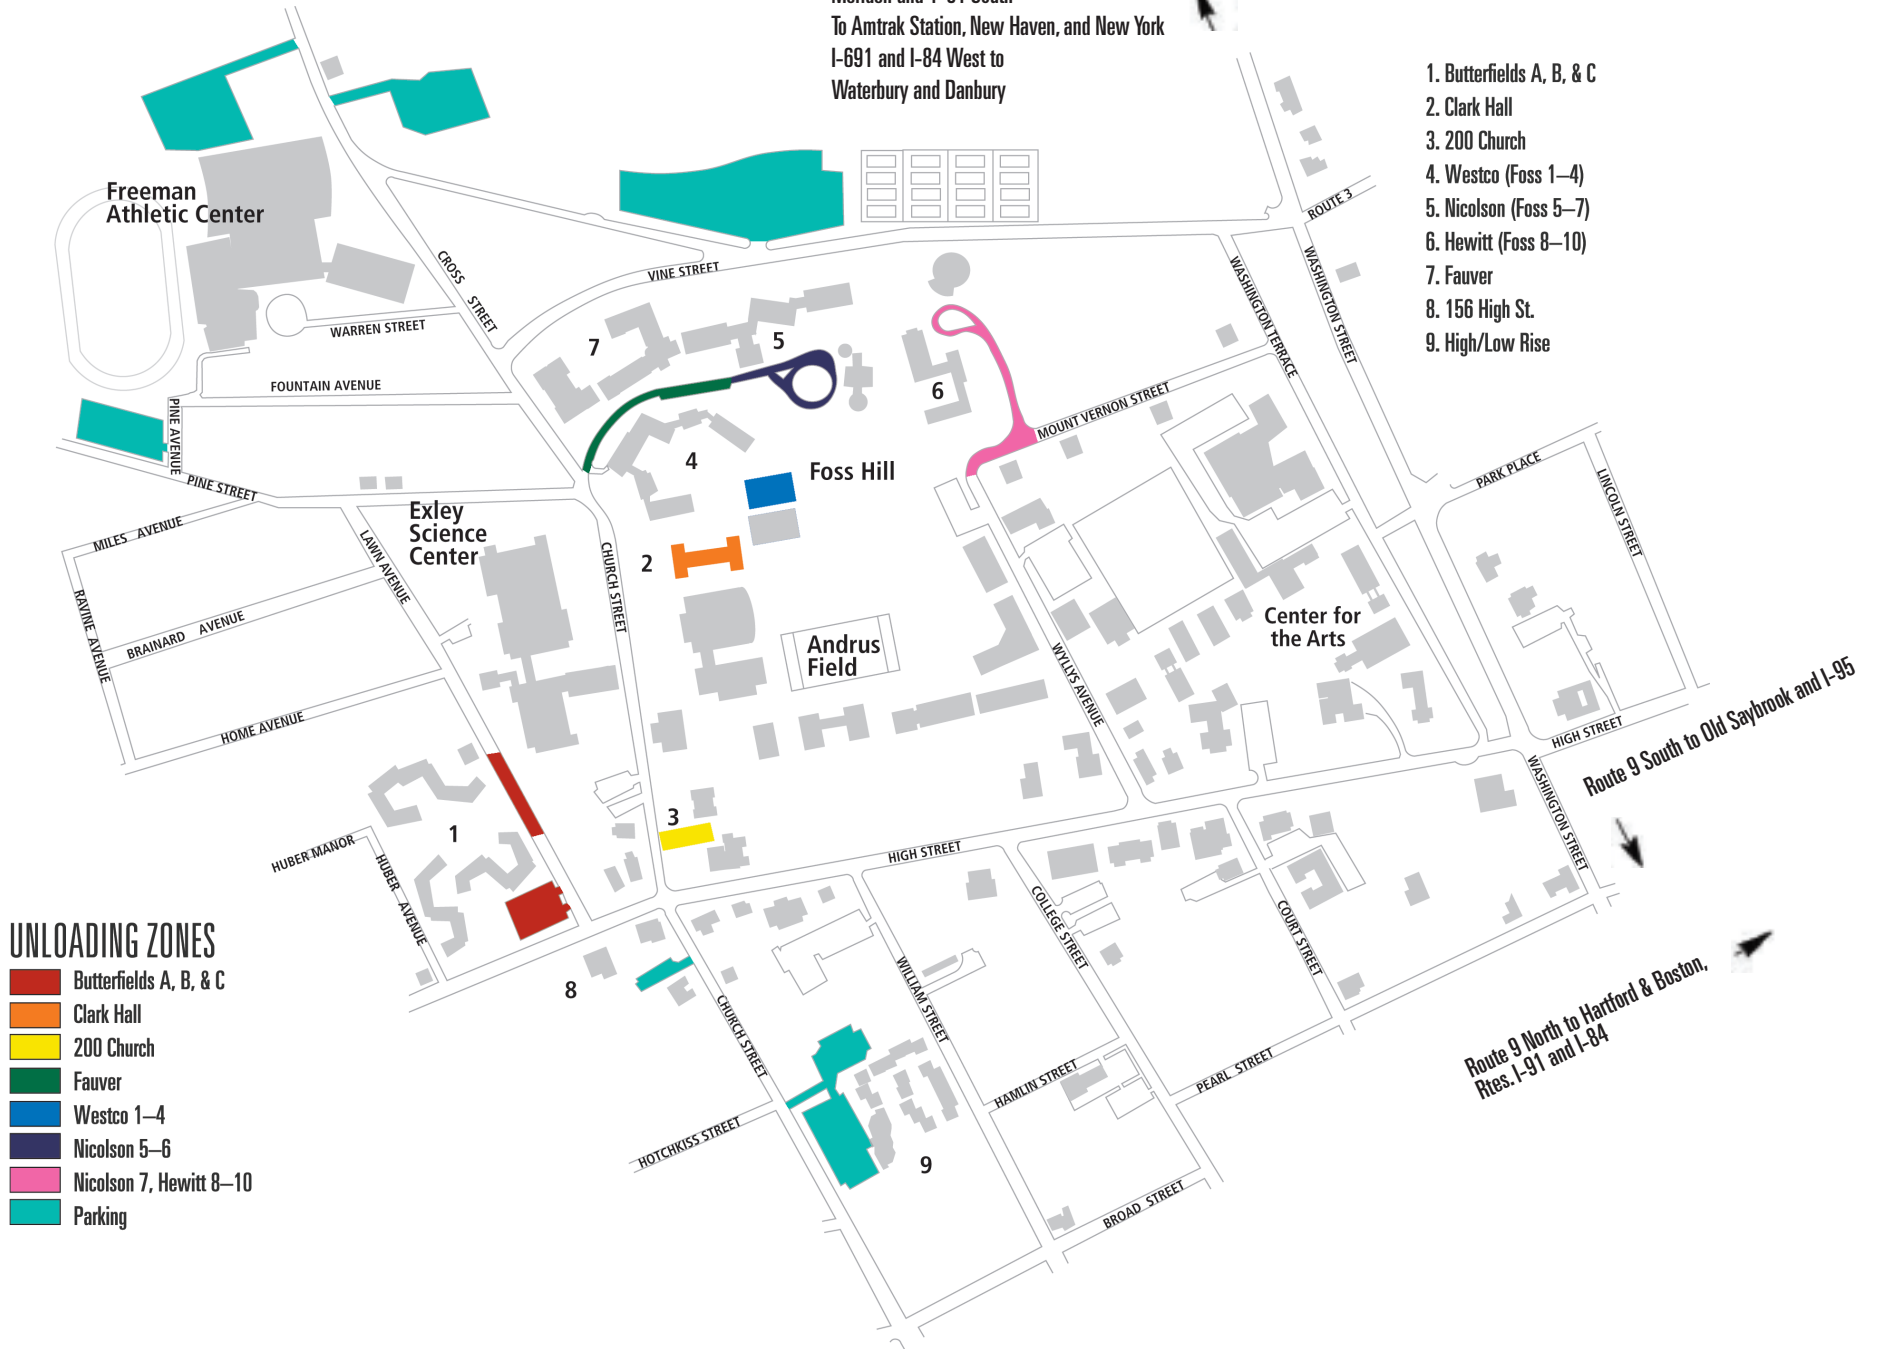 To Amtrak Station, New Haven, and New York
I-691 and I-84 West to
Waterbury and Danbury
1. Butterfields A, B, & C
2. Clark Hall
3. 200 Church
4. Westco (Foss 1–4)
5. Nicolson (Foss 5–7)
6. Hewitt (Foss 8–10)
7. Fauver
8. 156 High St.
9. High/Low Rise
Freeman
Athletic Center
ROUTE 3
CROSS STREET
VINE STREET
WASHINGTON TERRACE
WASHINGTON STREET
WARREN STREET
FOUNTAIN AVENUE
PINE AVENUE
PINE STREET
7
5
6
4
MOUNT VERNON STREET
Foss Hill
PARK PLACE
LINCOLN STREET
MILES AVENUE
Exley
Science
Center
LAWN AVENUE
CHURCH STREET
2
RAVINE AVENUE
BRAINARD AVENUE
Andrus
Field
Center for
the Arts
WYLLYS AVENUE
HOME AVENUE
HIGH STREET
Route 9 South to Old Saybrook and I-95
WASHINGTON STREET
1
3
HUBER MANOR
HUBER AVENUE
HIGH STREET
COLLEGE STREET
COURT STREET
UNLOADING ZONES
Butterfields A, B, & C
Clark Hall
200 Church
Fauver
Westco 1–4
Nicolson 5–6
Nicolson 7, Hewitt 8–10
Parking
8
CHURCH STREET
WILLIAM STREET
Route 9 North to Hartford & Boston,
Rtes. I-91 and I-84
HAMLIN STREET
PEARL STREET
HOTCHKISS STREET
9
BROAD STREET